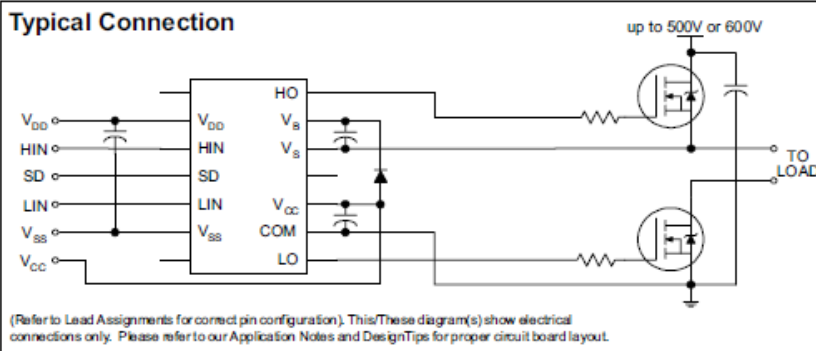 Typical Connection
up to 500V or 600V
HO
VDD VDD VB
HIN HIN VS
SD SD
TO
LOAD
LIN LIN VCC
VSS VSS COM
VCC LO
(Refer to Lead Assignments for correct pin configuration). This/These diagram(s) show electrical
connections only. Please refer to our Application Notes and DesignTips for proper circuit board layout.